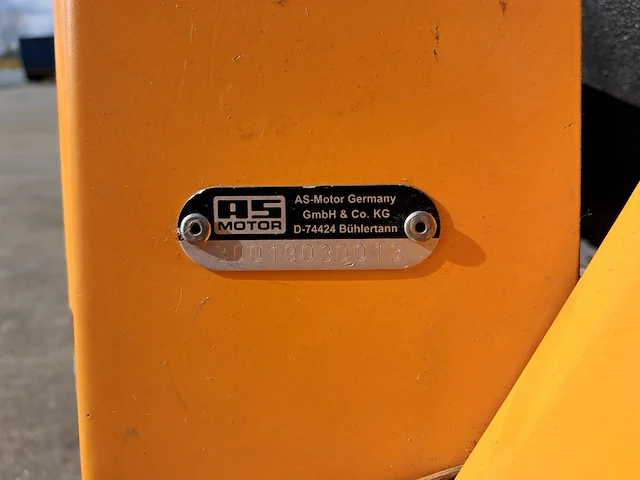 AS
MOTOR
AS-Motor Germany
GmbH & Co. KG
D-74424 Bühlertann